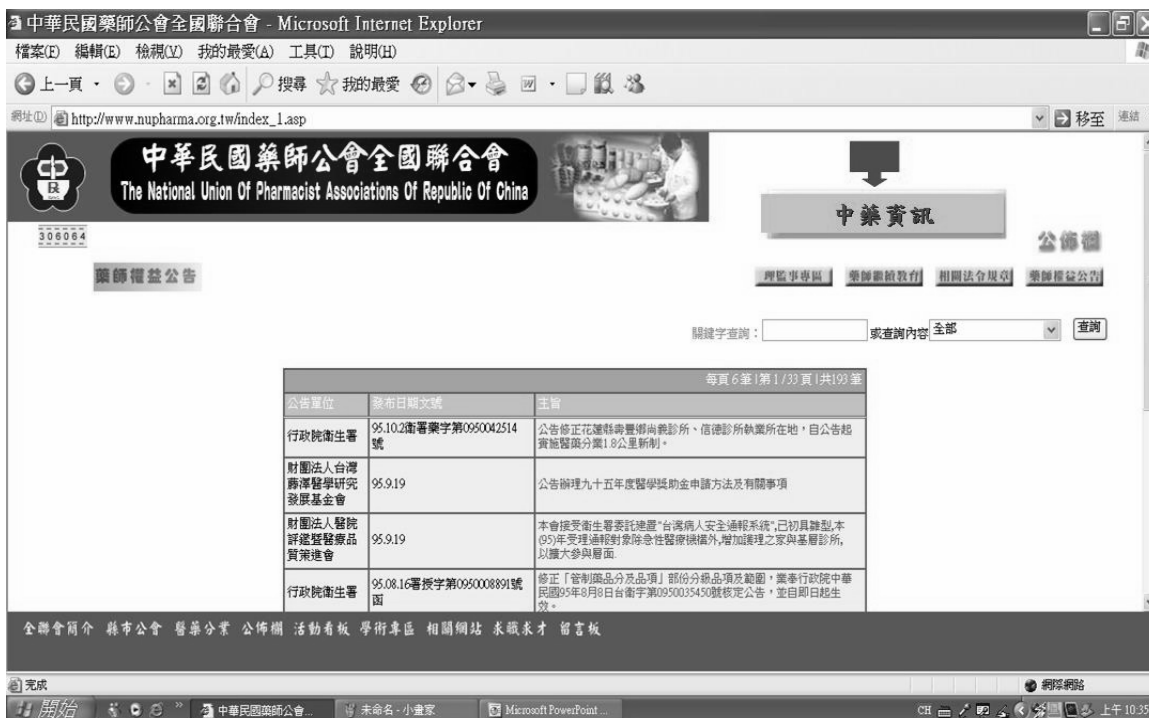 中華民國藥師公會全國聯合會 - Microsoft Internet Explorer
檔案(F) 編輯(E) 檢視(V) 我的最愛(A) 工具(T) 說明(H)
上一頁 搜尋 我的最愛
網址(D) http://www.nupharma.org.tw/index_1.asp 移至 連結
中華民國藥師公會全國聯合會
The National Union Of Pharmacist Associations Of Republic Of China
中藥資訊
306064
公佈欄
藥師權益公告
理監事專區 藥師繼續教育 相關法令規章 藥師權益公告
關鍵字查詢： 或查詢內容 全部 查詢
每頁6筆|第1/33頁|共193筆
公告單位 發布日期文號 主旨
行政院衛生署 95.10.2衛署藥字第0950042514號 公告修正花蓮縣壽豐鄉尚義診所、信德診所執業所在地，自公告起
實施醫藥分業1.8公里新制。
財團法人台灣
藤澤醫學研究
發展基金會
95.9.19 公告辦理九十五年度醫學獎助金申請方法及有關事項
財團法人醫院
評鑑暨醫療品
質策進會
95.9.19
本會接受衛生署委託建置"台灣病人安全通報系統",已初具雛型,本
(95)年受理通報對象除急性醫療機構外,增加護理之家與基層診所,
以擴大參與層面.
行政院衛生署
95.08.16署授字第0950008891號
函
修正「管制藥品分及品項」部份分級品項及範圍，業奉行政院中華
民國95年8月8日台衛字第0950035450號核定公告，並自即日起生
效。
全聯會簡介 縣市公會 醫藥分業 公佈欄 活動看板 學術專區 相關網站 求職求才 留言板
完成 網際網路
開始 中華民國藥師公會... 未命名 - 小畫家 Microsoft PowerPoint ... CH 上午 10:35